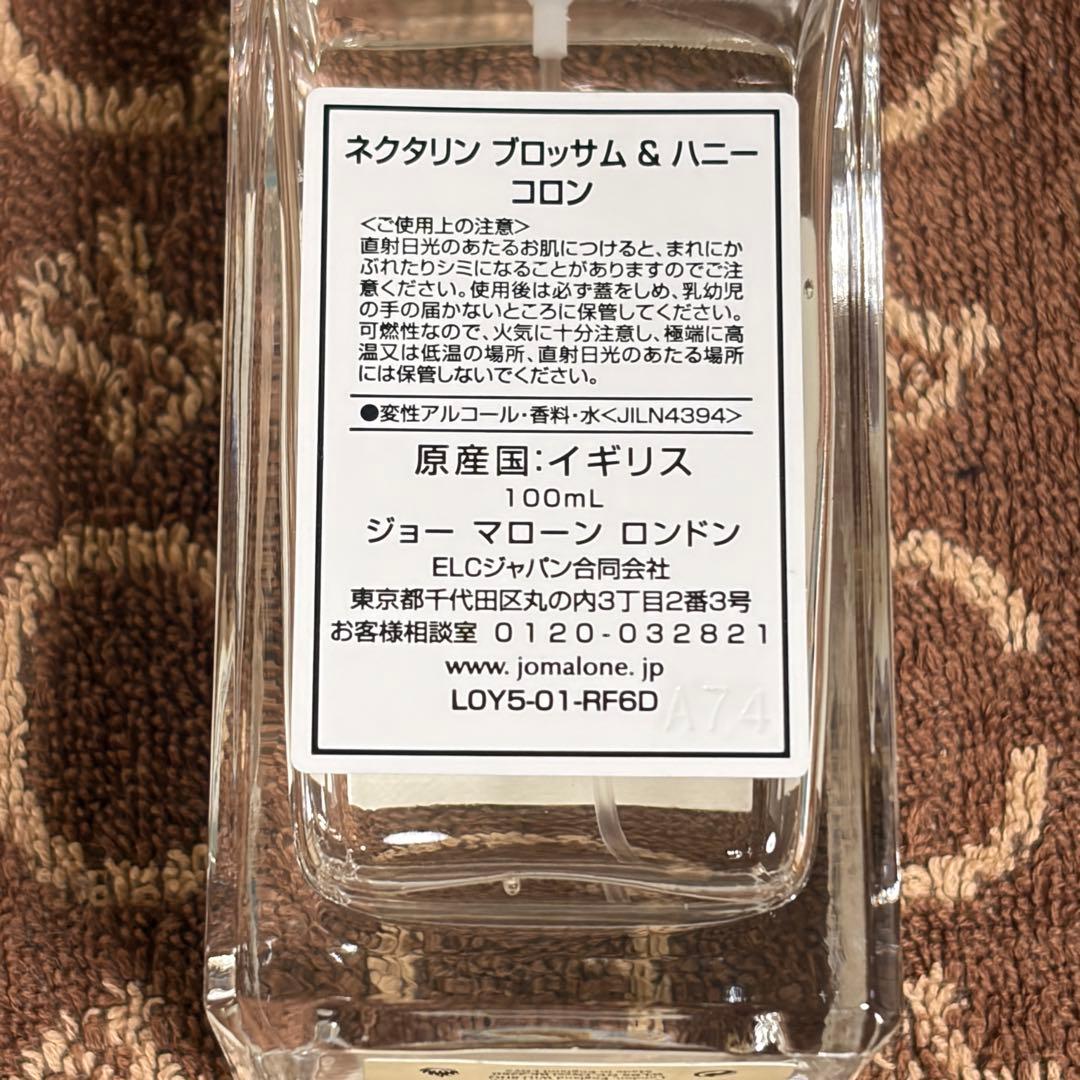 ネクタリン ブロッサム & ハニー
コロン
<ご使用上の注意>
直射日光のあたるお肌につけると、まれにか
ぶれたりシミになることがありますのでご注
意ください。使用後は必ず蓋をしめ、乳幼児
の手の届かないところに保管してください。
可燃性なので、火気に十分注意し、極端に高
温又は低温の場所、直射日光のあたる場所
には保管しないでください。
●変性アルコール・香料・水<JILN4394>
原産国:イギリス
100mL
ジョー マローン ロンドン
ELCジャパン合同会社
東京都千代田区丸の内3丁目2番3号
お客様相談室 0120-032821
www. jomalone. jp
L0Y5-01-RF6D
A74